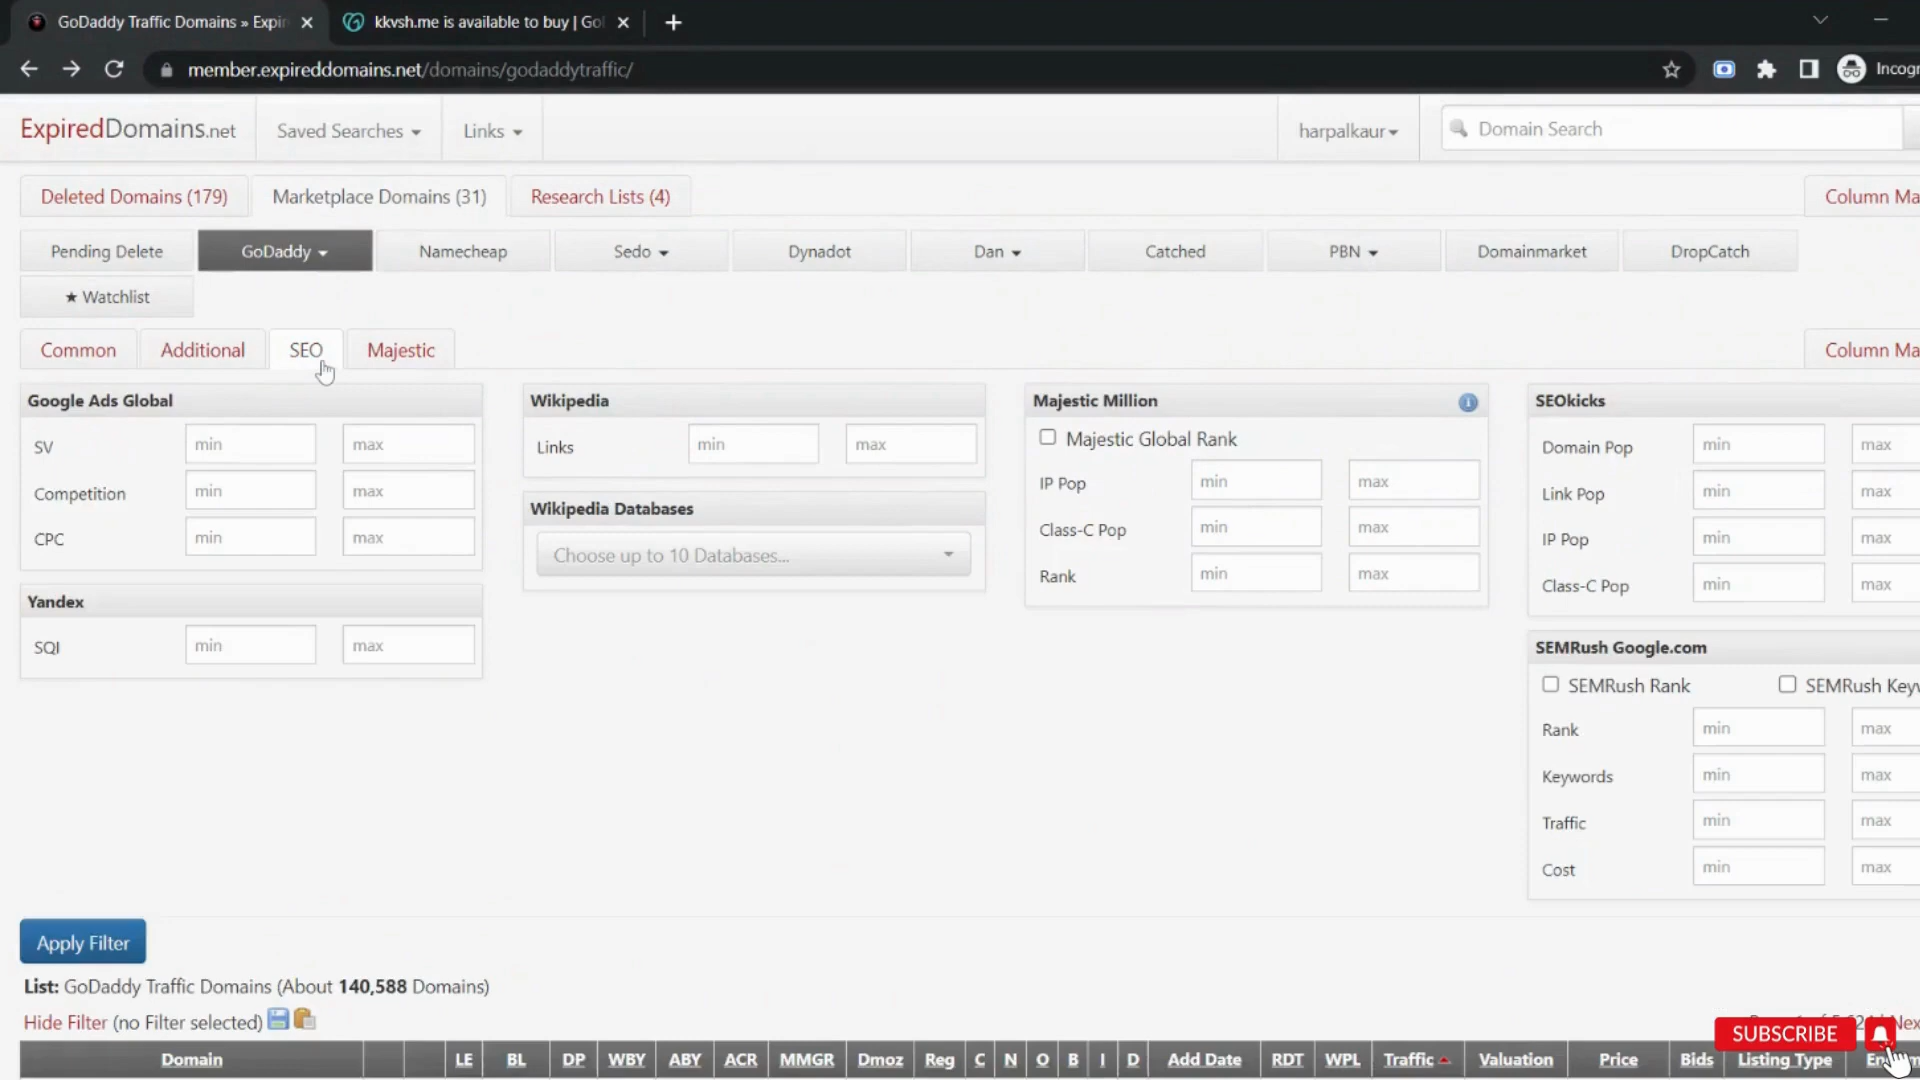 GoDaddy Traffic Domains » Expir
kkvsh.me is available to buy | Go
member.expireddomains.net/domains/godaddytraffic/
Incogn
ExpiredDomains.net
Saved Searches
Links
harpalkaur
Domain Search
Deleted Domains (179)
Marketplace Domains (31)
Research Lists (4)
Column Ma
Pending Delete
GoDaddy
Namecheap
Sedo
Dynadot
Dan
Catched
PBN
Domainmarket
DropCatch
★ Watchlist
Common
Additional
SEO
Majestic
Column Ma
Google Ads Global
SV min max
Competition min max
CPC min max
Yandex
SQI min max
Wikipedia
Links min max
Wikipedia Databases
Choose up to 10 Databases...
Majestic Million
Majestic Global Rank
IP Pop min max
Class-C Pop min max
Rank min max
SEOkicks
Domain Pop min max
Link Pop min max
IP Pop min max
Class-C Pop min max
SEMRush Google.com
SEMRush Rank SEMRush Keyw
Rank min max
Keywords min max
Traffic min max
Cost min max
Apply Filter
List: GoDaddy Traffic Domains (About 140,588 Domains)
Hide Filter (no Filter selected)
SUBSCRIBE
Nex
Domain LE BL DP WBY ABY ACR MMGR Dmoz Reg C N O B I D Add Date RDT WPL Traffic Valuation Price Bids Listing Type